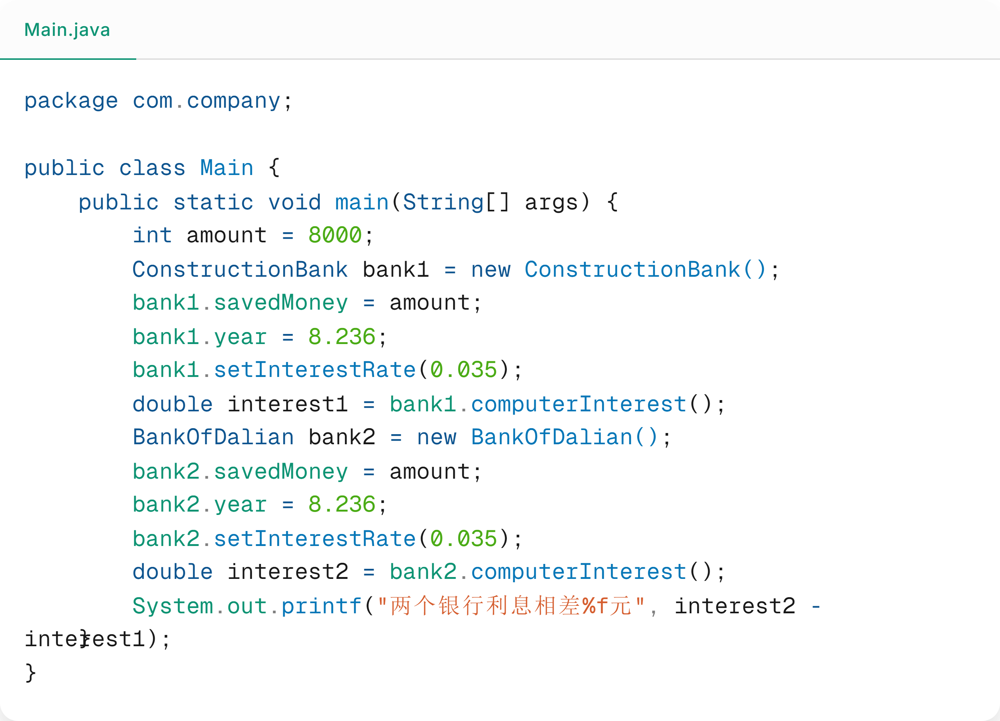 Main.java
package com.company;
public class Main {
    public static void main(String[] args) {
        int amount = 8000;
        ConstructionBank bank1 = new ConstructionBank();
        bank1.savedMoney = amount;
        bank1.year = 8.236;
        bank1.setInterestRate(0.035);
        double interest1 = bank1.computerInterest();
        BankOfDalian bank2 = new BankOfDalian();
        bank2.savedMoney = amount;
        bank2.year = 8.236;
        bank2.setInterestRate(0.035);
        double interest2 = bank2.computerInterest();
        System.out.printf("两个银行利息相差%f元", interest2 -
interest1);
    }
}